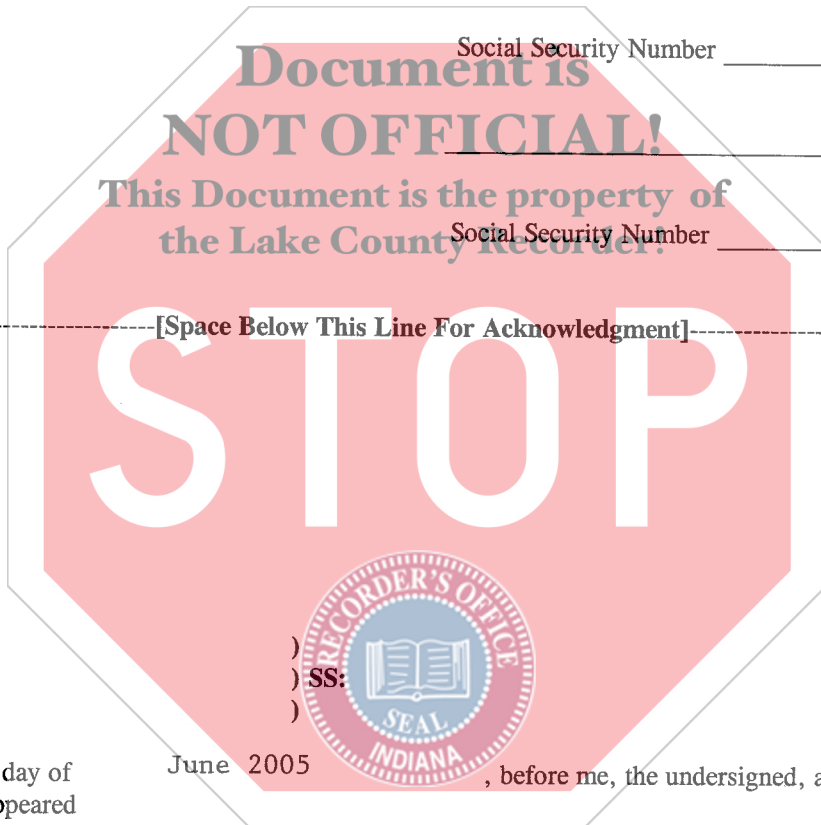 Social Security Number
Document is
NOT OFFICIAL!
This Document is the property of
the Lake County Recorder!
Social Security Number
[Space Below This Line For Acknowledgment]
STOP
RECORDER'S OFFICE
SEAL
INDIANA
)
) SS:
)
day of June 2005 , before me, the undersigned, a
ppeared